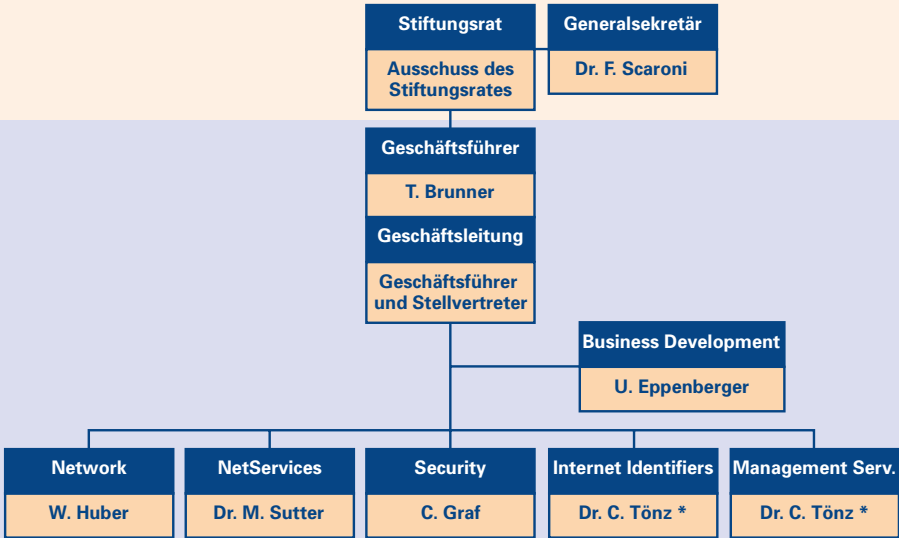 Stiftungsrat
Ausschuss des
Stiftungsrates
Generalsekretär
Dr. F. Scaroni
Geschäftsführer
T. Brunner
Geschäftsleitung
Geschäftsführer
und Stellvertreter
Business Development
U. Eppenberger
Network
W. Huber
NetServices
Dr. M. Sutter
Security
C. Graf
Internet Identifiers
Dr. C. Tönz *
Management Serv.
Dr. C. Tönz *